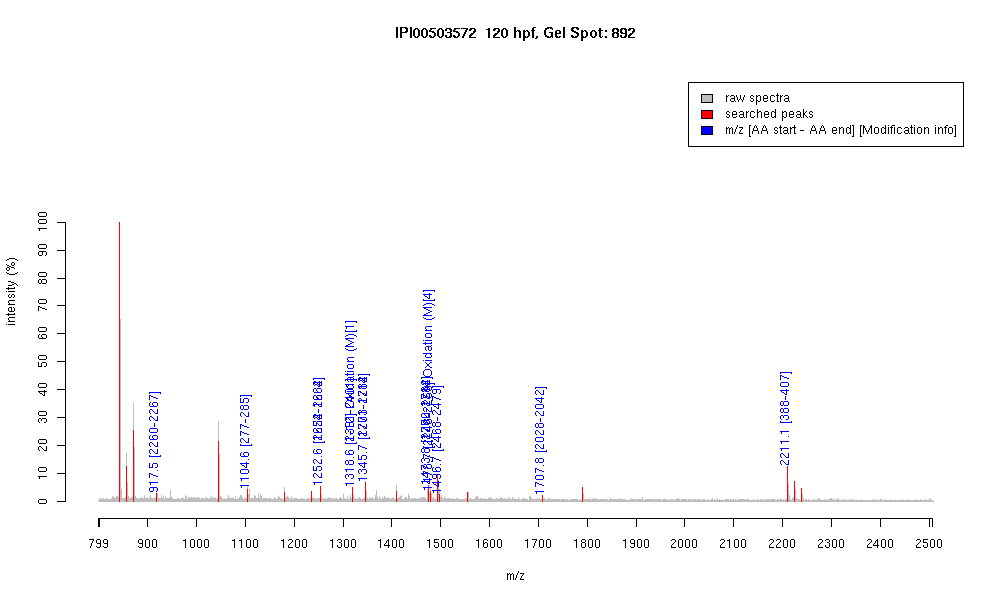 IPI00503572 120 hpf, Gel Spot: 892
raw spectra
searched peaks
m/z [AA start - AA end] [Modification info]
intensity (%)
100
90
80
70
60
50
40
30
20
10
0
917.5 [2260-2267]
1104.6 [277-285]
1252.6
1318.6
Oxidation (M)[1]
1345.7
Oxidation (M)[4]
1496.7 [2468-2479]
1707.8 [2028-2042]
2211.1 [386-407]
799 900 1000 1100 1200 1300 1400 1500 1600 1700 1800 1900 2000 2100 2200 2300 2400 2500
m/z